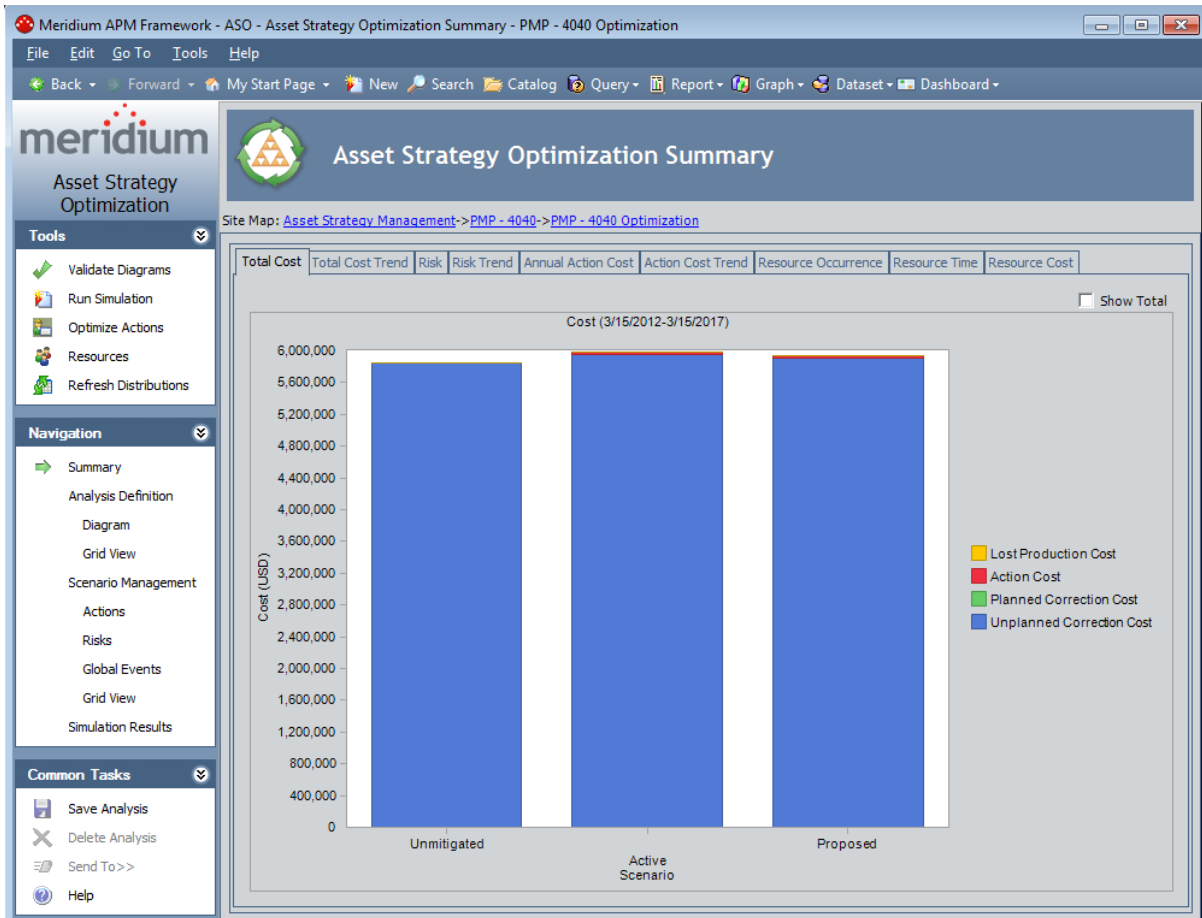 Meridium APM Framework - ASO - Asset Strategy Optimization Summary - PMP - 4040 Optimization
File Edit Go To Tools Help
Back Forward My Start Page New Search Catalog Query Report Graph Dataset Dashboard
meridium
Asset Strategy
Optimization
Tools
Validate Diagrams
Run Simulation
Optimize Actions
Resources
Refresh Distributions
Navigation
Summary
Analysis Definition
Diagram
Grid View
Scenario Management
Actions
Risks
Global Events
Grid View
Simulation Results
Common Tasks
Save Analysis
Delete Analysis
Send To>>
Help
Asset Strategy Optimization Summary
Site Map: Asset Strategy Management->PMP - 4040->PMP - 4040 Optimization
Total Cost Total Cost Trend Risk Risk Trend Annual Action Cost Action Cost Trend Resource Occurrence Resource Time Resource Cost
Show Total
Cost (3/15/2012-3/15/2017)
Cost (USD)
6,000,000
5,600,000
5,200,000
4,800,000
4,400,000
4,000,000
3,600,000
3,200,000
2,800,000
2,400,000
2,000,000
1,600,000
1,200,000
800,000
400,000
0
Unmitigated
Active
Proposed
Scenario
Lost Production Cost
Action Cost
Planned Correction Cost
Unplanned Correction Cost